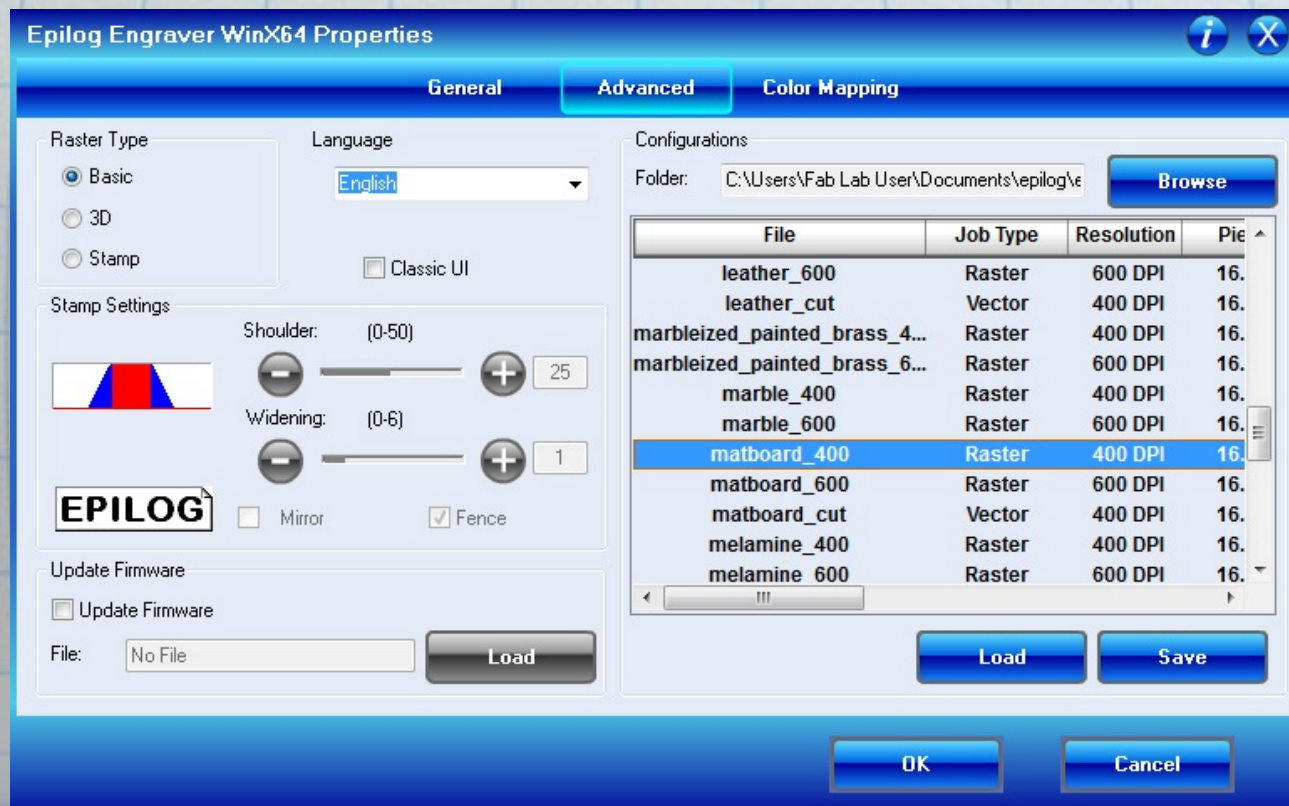 Epilog Engraver WinX64 Properties
General Advanced Color Mapping
Raster Type
Basic
3D
Stamp
Language
English
Classic UI
Stamp Settings
Shoulder: (0-50)
25
Widening: (0-6)
1
EPILOG
Mirror Fence
Update Firmware
Update Firmware
File: No File Load
Configurations
Folder: C:\Users\Fab Lab User\Documents\epilog\e Browse
File Job Type Resolution Pie
leather_600 Raster 600 DPI 16.
leather_cut Vector 400 DPI 16.
marbleized_painted_brass_4... Raster 400 DPI 16.
marbleized_painted_brass_6... Raster 600 DPI 16.
marble_400 Raster 400 DPI 16.
marble_600 Raster 600 DPI 16.
matboard_400 Raster 400 DPI 16.
matboard_600 Raster 600 DPI 16.
matboard_cut Vector 400 DPI 16.
melamine_400 Raster 400 DPI 16.
melamine_600 Raster 600 DPI 16.
Load Save
OK Cancel